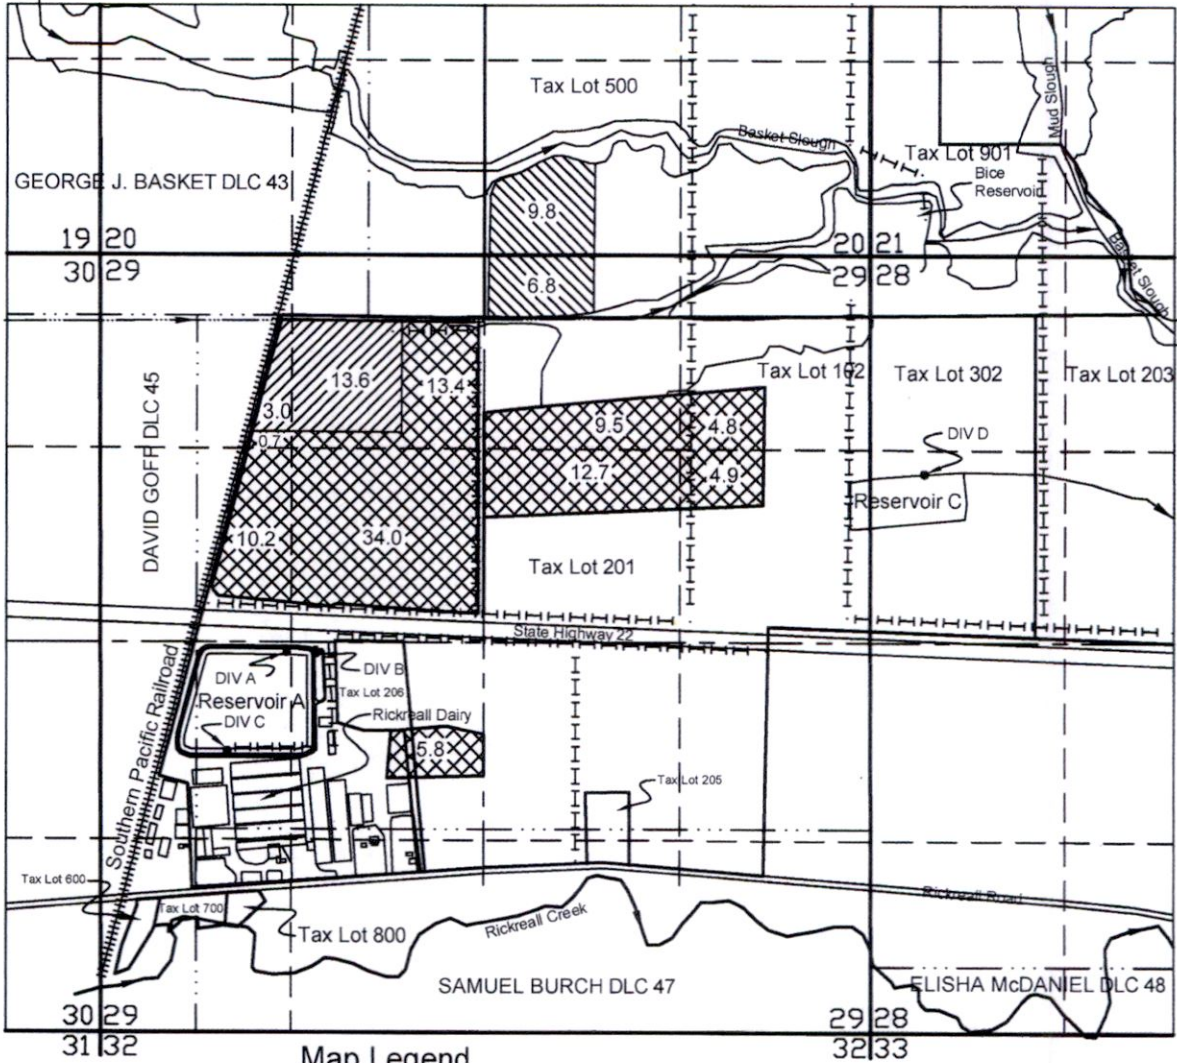 Tax Lot 500
Mud Slough
Basket Slough
Tax Lot 901
Bice
Reservoir
GEORGE J. BASKET DLC 43
9.8
19 20
20 21
30 29
29 28
6.8
Basket Slough
13.6
13.4
3.0
0.7
9.5
4.8
12.7
4.9
Tax Lot 102
Tax Lot 302
Tax Lot 203
DIV D
Reservoir C
DAVID GOFF DLC 45
10.2
34.0
Tax Lot 201
State Highway 22
Southern Pacific Railroad
DIV A
DIV B
Reservoir A
Tax Lot 206
DIV C
Rickreall Dairy
5.8
Tax Lot 205
Tax Lot 600
Tax Lot 700
Tax Lot 800
Rickreall Creek
Rickreall Road
SAMUEL BURCH DLC 47
ELISHA McDANIEL DLC 48
30 29
29 28
31 32
32 33
Map Legend